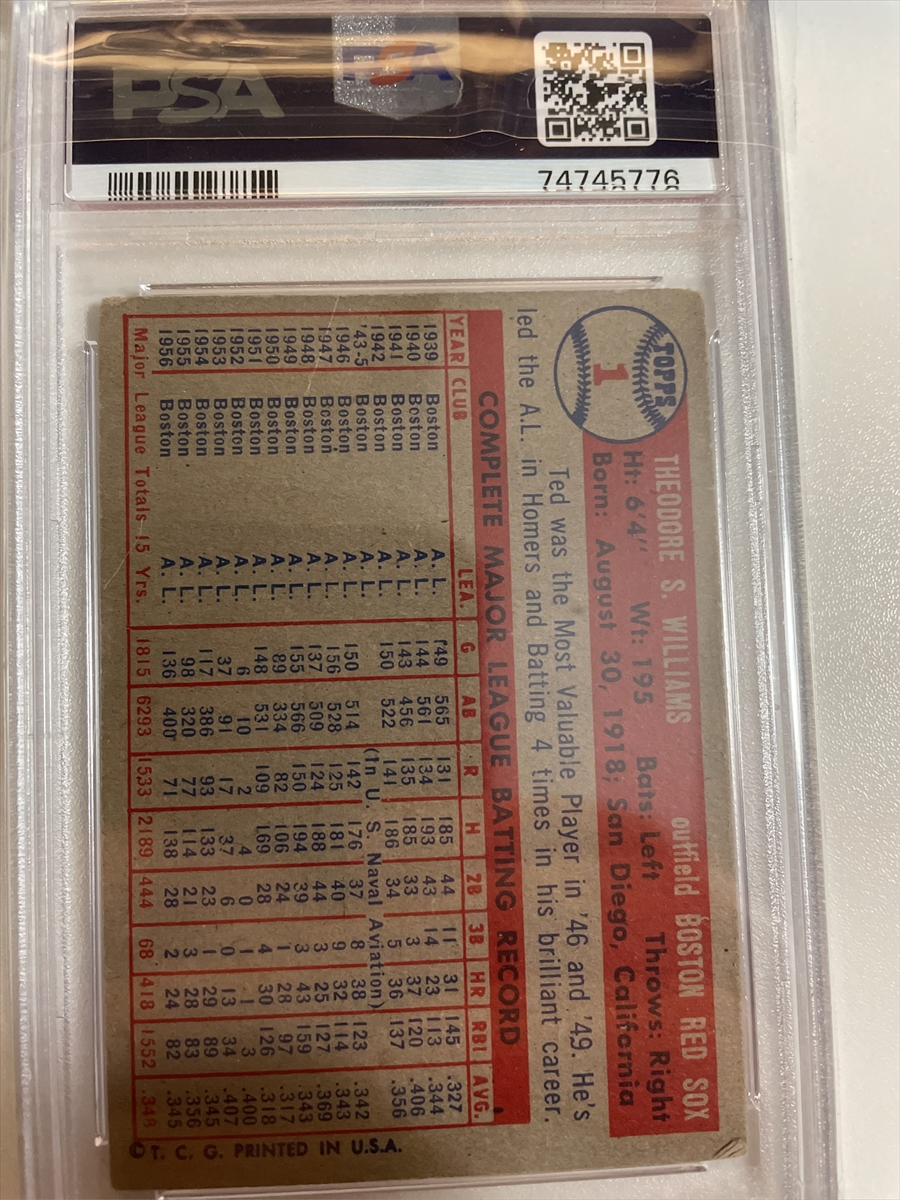 PSA
PSA
74745776
TOPPS
1
THEODORE S. WILLIAMS outfield BOSTON RED SOX
Ht: 6'4" Wt: 195 Bats: Left Throws: Right
Born: August 30, 1918; San Diego, California
Ted was the Most Valuable Player in '46 and '49. He's
led the A.L. in Homers and Batting 4 times in his brilliant career.
COMPLETE MAJOR LEAGUE BATTING RECORD
YEAR CLUB LEA. G AB R H 2B 3B HR RBI AVG.
1939 Boston A. L. 149 565 131 185 44 11 31 145 .327
1940 Boston A. L. 144 561 134 193 43 14 23 113 .344
1941 Boston A. L. 143 456 135 185 33 3 37 120 .406
1942 Boston A. L. 150 522 141 186 34 5 36 137 .356
'43-5 Boston A. L. (In U. S. Naval Aviation)
1946 Boston A. L. 150 514 142 176 37 8 38 123 .342
1947 Boston A. L. 156 528 125 181 40 9 32 114 .343
1948 Boston A. L. 137 509 124 188 44 3 25 127 .369
1949 Boston A. L. 155 566 150 194 39 3 43 159 .343
1950 Boston A. L. 89 334 82 106 24 1 28 97 .317
1951 Boston A. L. 148 531 109 169 28 4 30 126 .318
1952 Boston A. L. 6 10 2 4 0 1 1 3 .400
1953 Boston A. L. 37 91 17 37 6 0 13 34 .407
1954 Boston A. L. 117 386 93 133 23 1 29 89 .345
1955 Boston A. L. 98 320 77 114 21 3 28 83 .356
1956 Boston A. L. 136 400 71 138 28 2 24 82 .345
Major League Totals 15 Yrs. 1815 6293 1533 2189 444 68 418 1552 .348
© T. C. G. PRINTED IN U.S.A.